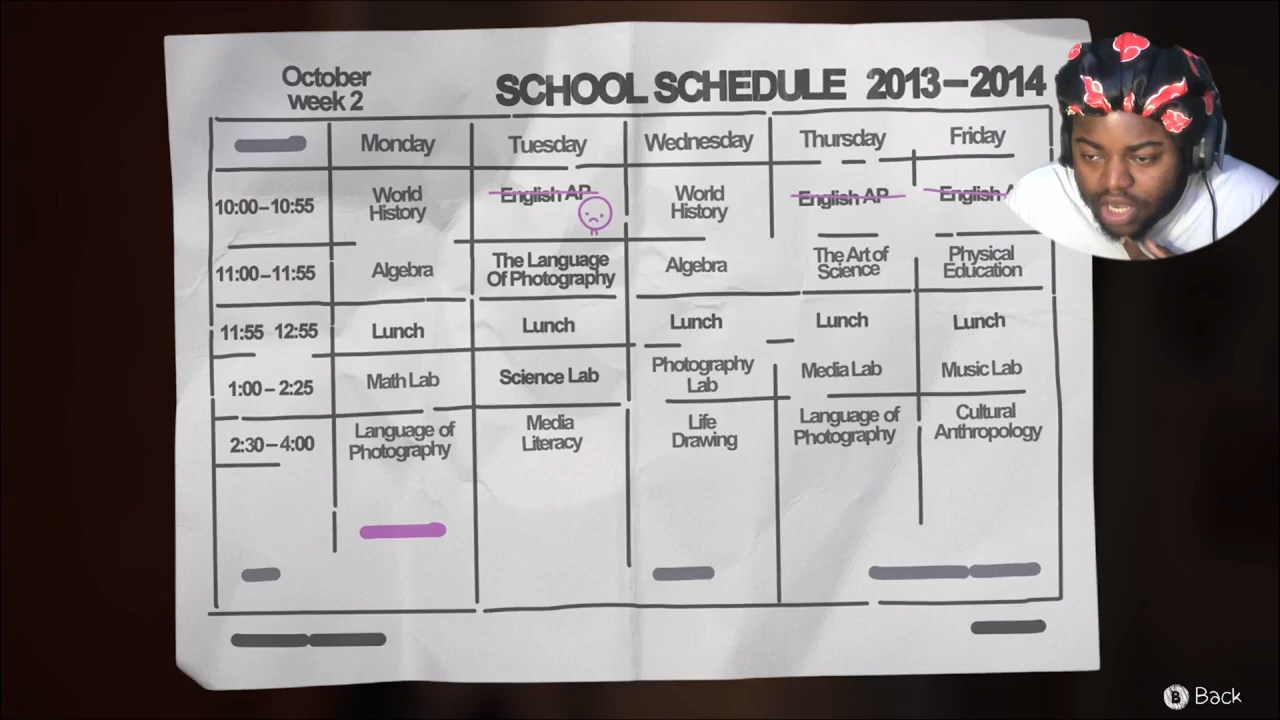 October
week 2
SCHOOL SCHEDULE 2013-2014
Monday Tuesday Wednesday Thursday Friday
10:00-10:55 World History English AP World History English AP English
11:00-11:55 Algebra The Language Of Photography Algebra The Art of Science Physical Education
11:55 12:55 Lunch Lunch Lunch Lunch Lunch
1:00-2:25 Math Lab Science Lab Photography Lab Media Lab Music Lab
2:30-4:00 Language of Photography Media Literacy Life Drawing Language of Photography Cultural Anthropology
B Back